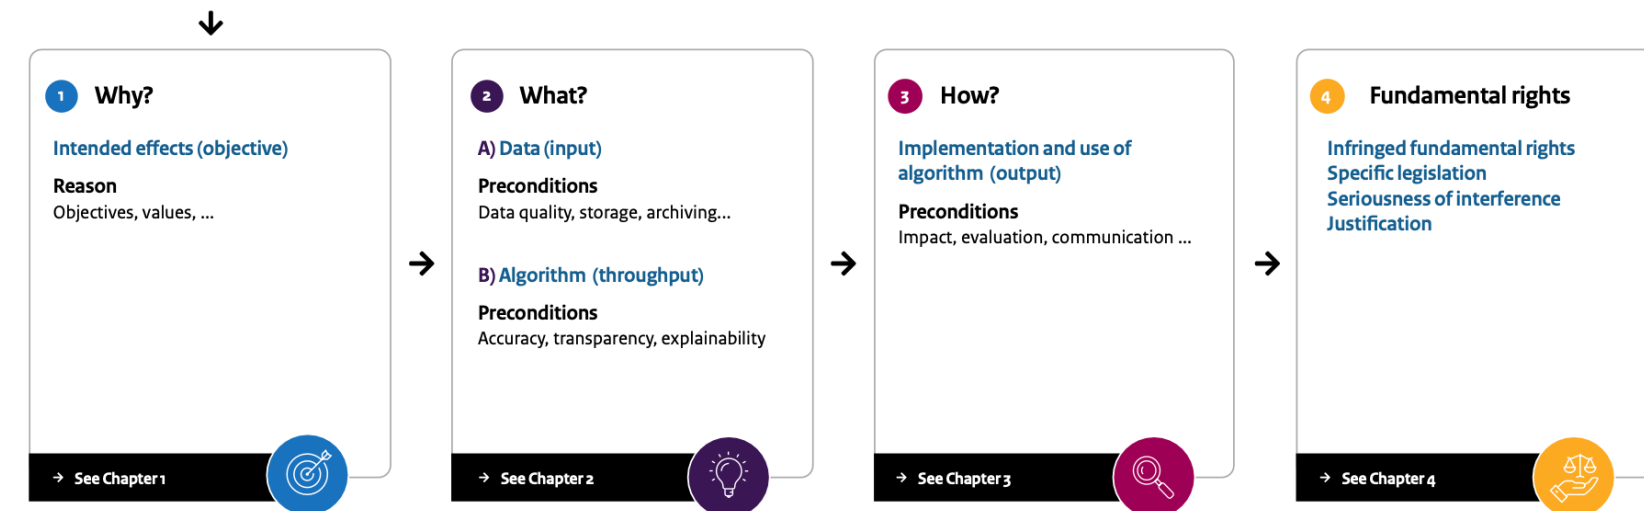 1 Why?
Intended effects (objective)
Reason
Objectives, values, ...
→ See Chapter 1
2 What?
A) Data (input)
Preconditions
Data quality, storage, archiving...
B) Algorithm (throughput)
Preconditions
Accuracy, transparency, explainability
→ See Chapter 2
3 How?
Implementation and use of
algorithm (output)
Preconditions
Impact, evaluation, communication ...
→ See Chapter 3
4 Fundamental rights
Infringed fundamental rights
Specific legislation
Seriousness of interference
Justification
→ See Chapter 4